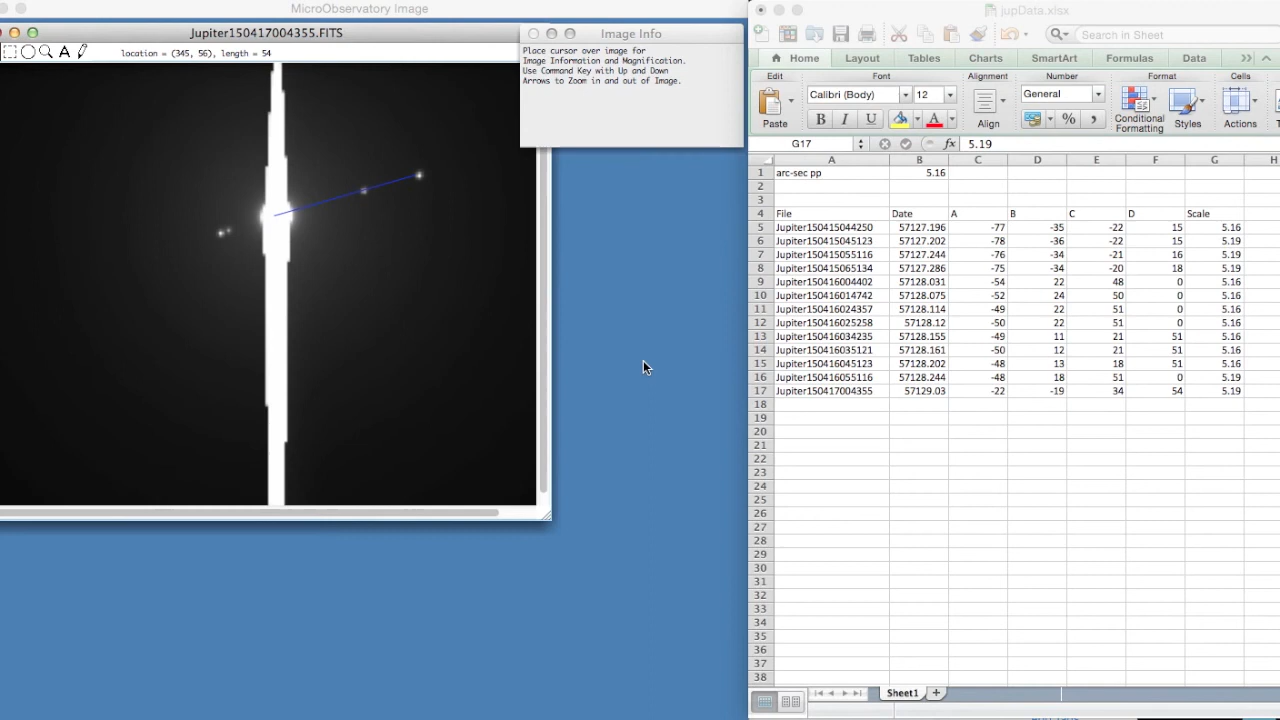 MicroObservatory Image
Jupiter150417004355.FITS
location = (345, 56), length = 54
Image Info
Place cursor over image for
Image Information and Magnification.
Use Command Key with Up and Down
Arrows to Zoom in and out of Image.
jupData.xlsx
Search in Sheet
Home Layout Tables Charts SmartArt Formulas Data
Edit Font Alignment Number Format Cells
Calibri (Body) 12 General
Paste B I U A Align % Conditional Formatting Styles Actions
G17 fx 5.19
A B C D E F G H
1 arc-sec pp 5.16
2
3
4 File Date A B C D Scale
5 Jupiter150415044250 57127.196 -77 -35 -22 5.16
6 Jupiter150415045123 57127.202 -78 -36 -22 5.19
7 Jupiter150415055116 57127.244 -76 -34 -21 5.19
8 Jupiter150415065134 57127.286 -75 -34 -20 5.19
9 Jupiter150416004402 57128.031 -54 22 48 0 5.16
10 Jupiter150416014742 57128.075 -52 24 50 0 5.16
11 Jupiter150416024357 57128.114 -49 22 51 0 5.16
12 Jupiter150416025258 57128.12 -50 22 51 0 5.16
13 Jupiter150416034235 57128.155 -49 11 21 51 5.16
14 Jupiter150416035121 57128.161 -50 12 21 51 5.16
15 Jupiter150416045123 57128.202 -48 13 18 51 5.16
16 Jupiter150416055116 57128.244 -48 18 51 0 5.19
17 Jupiter150417004355 57129.03 -22 -19 34 54 5.19
18
19
20
21
22
23
24
25
26
27
28
29
30
31
32
33
34
35
36
37
38
Sheet1